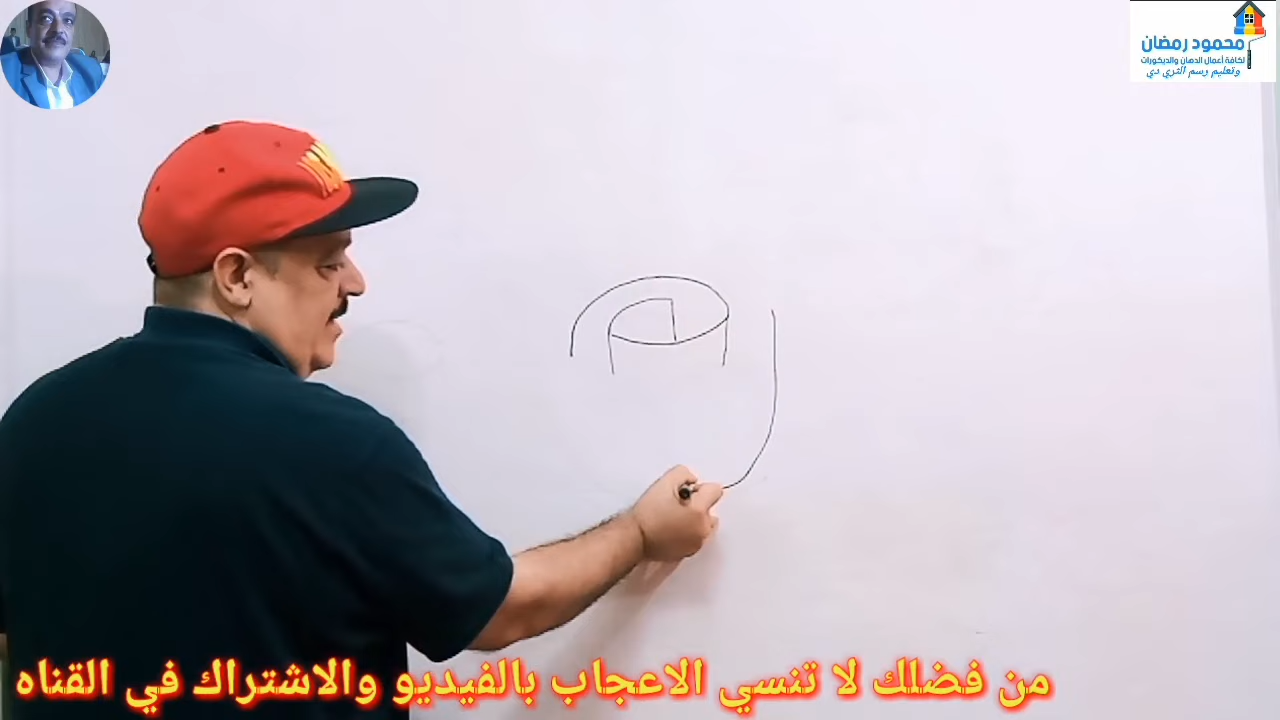 محمود رمضان
لكافة أعمال الدهان والديكورات
وتعليم رسم الثري دي
من فضلك لا تنسي الاعجاب بالفيديو والاشتراك في القناه